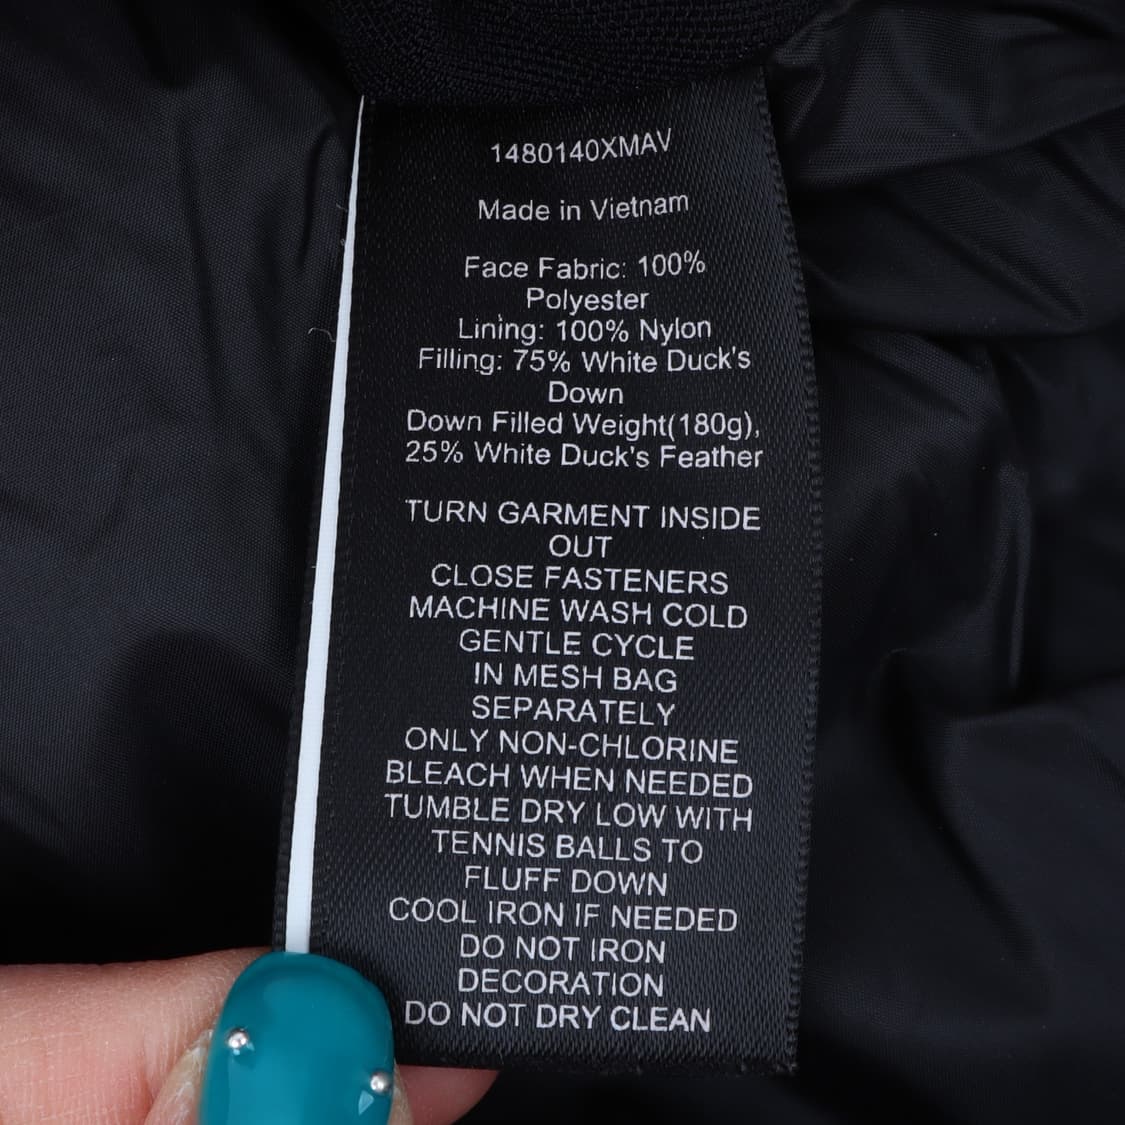 1480140XMAV
Made in Vietnam
Face Fabric: 100%
Polyester
Lining: 100% Nylon
Filling: 75% White Duck's
Down
Down Filled Weight(180g),
25% White Duck's Feather
TURN GARMENT INSIDE
OUT
CLOSE FASTENERS
MACHINE WASH COLD
GENTLE CYCLE
IN MESH BAG
SEPARATELY
ONLY NON-CHLORINE
BLEACH WHEN NEEDED
TUMBLE DRY LOW WITH
TENNIS BALLS TO
FLUFF DOWN
COOL IRON IF NEEDED
DO NOT IRON
DECORATION
DO NOT DRY CLEAN